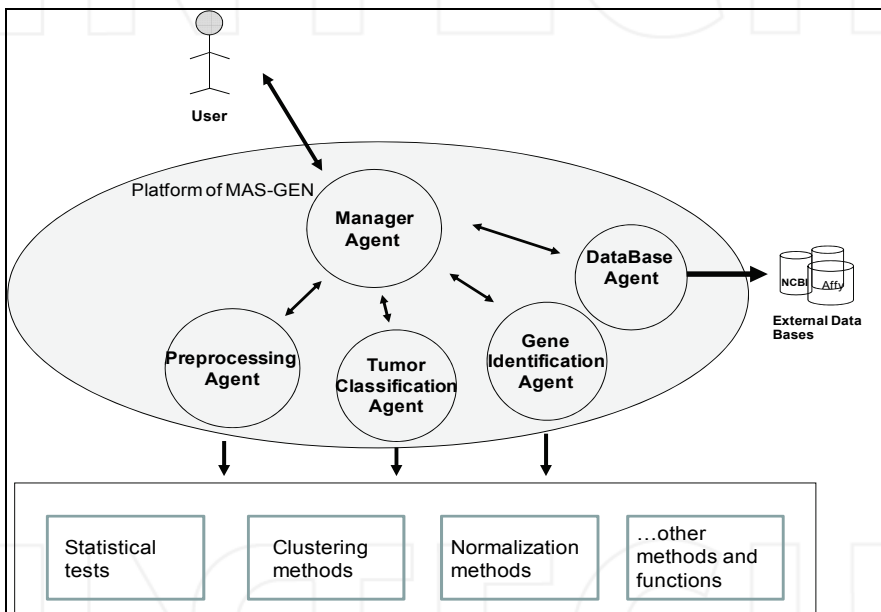 User
Platform of MAS-GEN
Manager
Agent
DataBase
Agent
NCBI
Affy
External Data
Bases
Preprocessing
Agent
Tumor
Classification
Agent
Gene
Identification
Agent
Statistical
tests
Clustering
methods
Normalization
methods
...other
methods and
functions